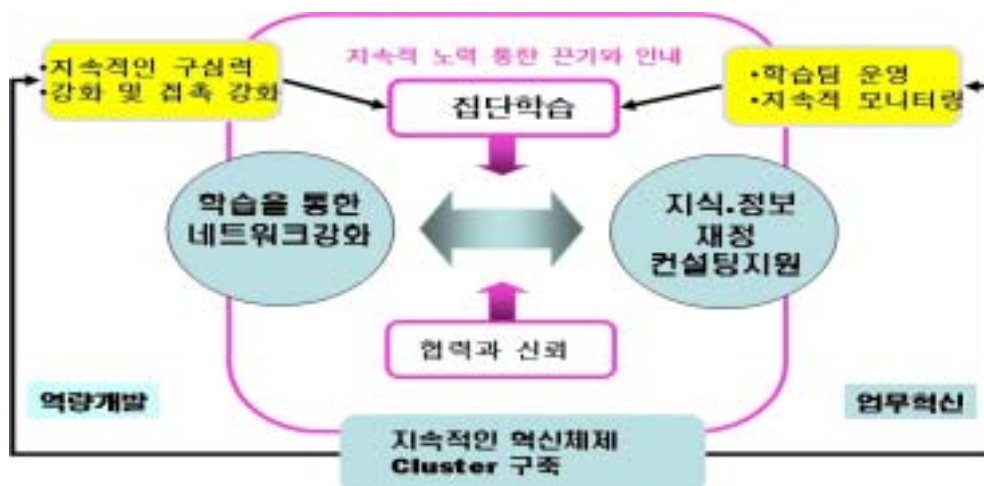 지속적 노력 통한 끈기와 인내
•지속적인 구심력
•강화 및 접촉 강화
•학습팀 운영
•지속적 모니터링
집단학습
학습을 통한
네트워크강화
지식.정보
재정
컨설팅지원
협력과 신뢰
역량개발
업무혁신
지속적인 혁신체제
Cluster 구축